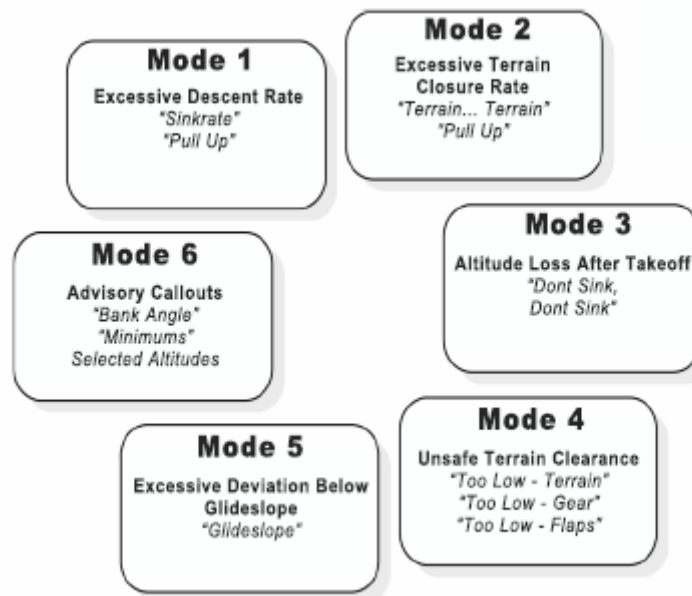 Mode 1
Excessive Descent Rate
"Sinkrate"
"Pull Up"
Mode 2
Excessive Terrain
Closure Rate
"Terrain... Terrain"
"Pull Up"
Mode 3
Altitude Loss After Takeoff
"Dont Sink,
Dont Sink"
Mode 4
Unsafe Terrain Clearance
"Too Low - Terrain"
"Too Low - Gear"
"Too Low - Flaps"
Mode 5
Excessive Deviation Below
Glideslope
"Glideslope"
Mode 6
Advisory Callouts
"Bank Angle"
"Minimums"
Selected Altitudes